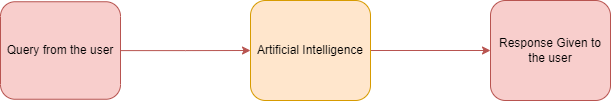 Query from the user
Artificial Intelligence
Response Given to
the user